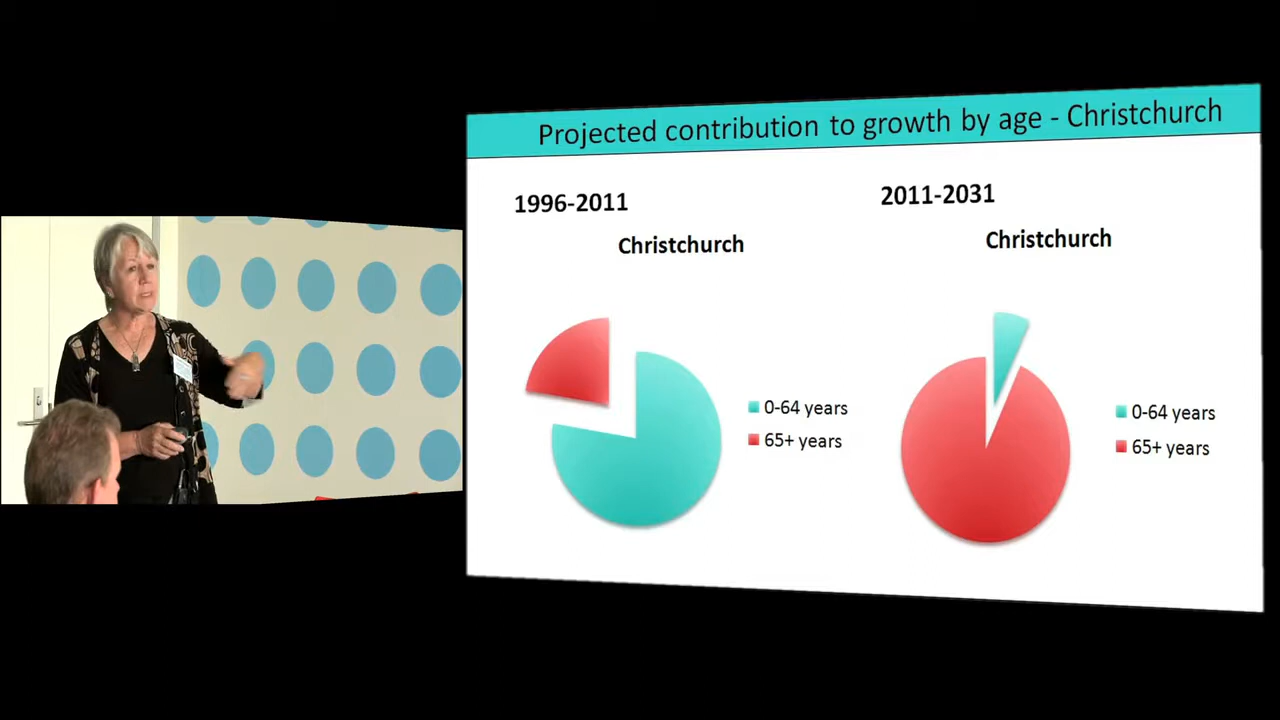 Projected contribution to growth by age - Christchurch
1996-2011
Christchurch
0-64 years
65+ years
2011-2031
Christchurch
0-64 years
65+ years